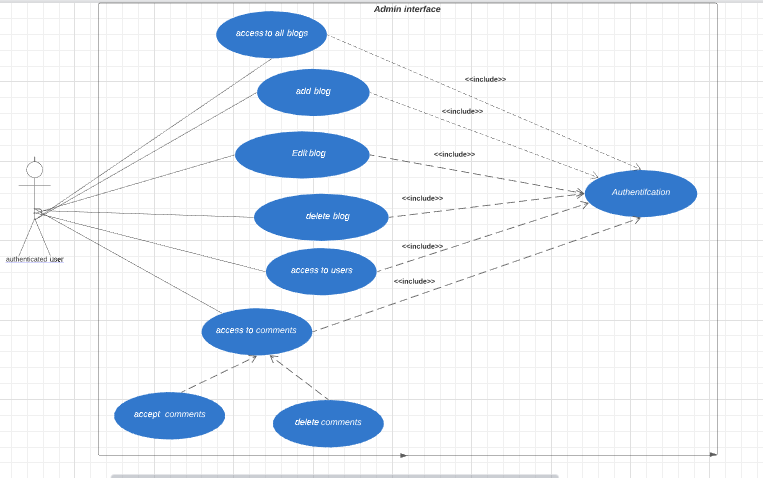 Admin interface
access to all blogs
<<include>>
add blog
<<include>>
Edit blog
<<include>>
Authentifcation
<<include>>
delete blog
<<include>>
authenticated user
access to users
<<include>>
access to comments
accept comments
delete comments